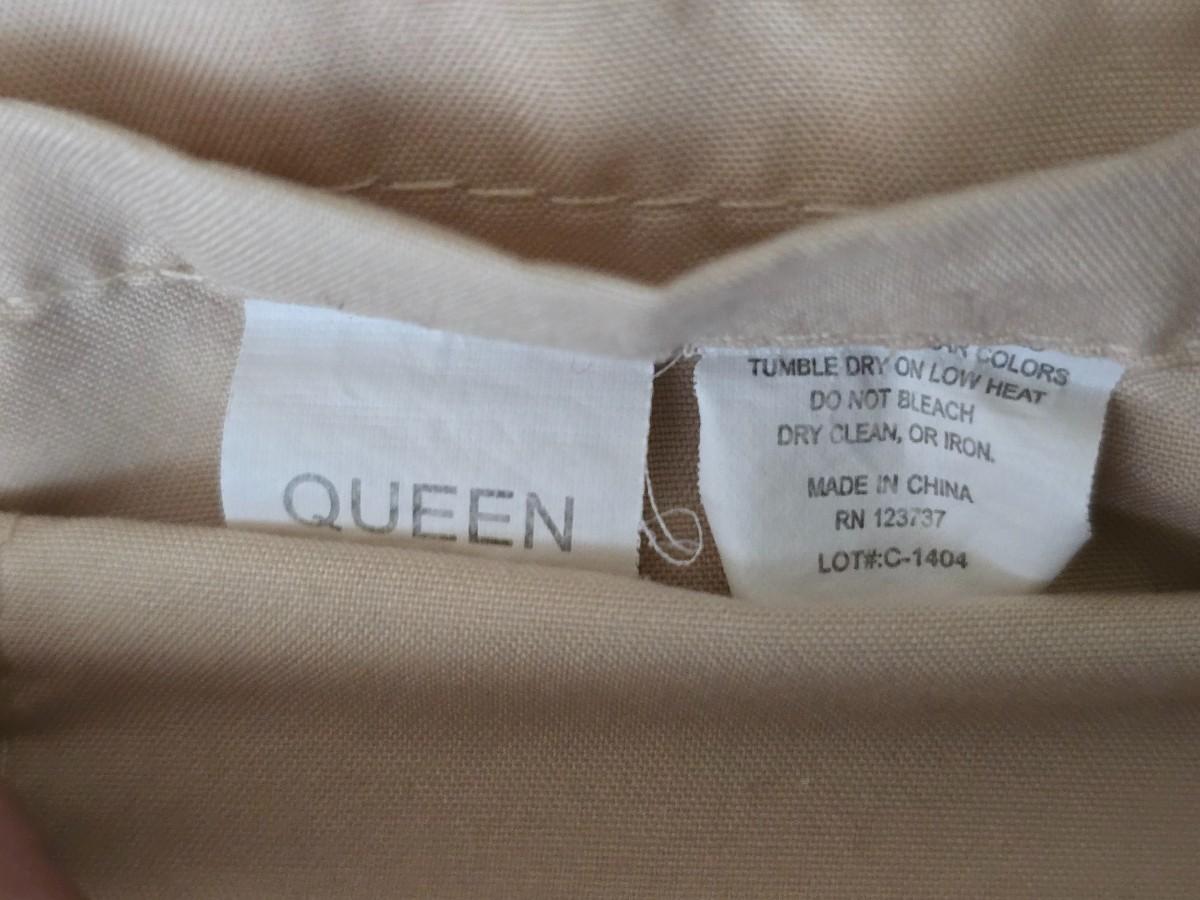 QUEEN
COLORS
TUMBLE DRY ON LOW HEAT
DO NOT BLEACH
DRY CLEAN, OR IRON.
MADE IN CHINA
RN 123737
LOT#:C-1404